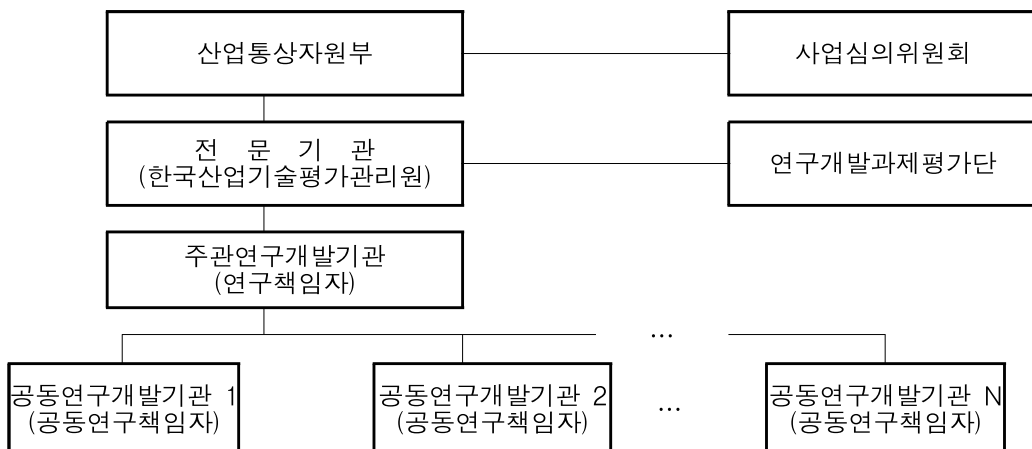 산업통상자원부
사업심의위원회
전 문 기 관
(한국산업기술평가관리원)
연구개발과제평가단
주관연구개발기관
(연구책임자)
...
공동연구개발기관 1
(공동연구책임자)
공동연구개발기관 2
(공동연구책임자)
...
공동연구개발기관 N
(공동연구책임자)